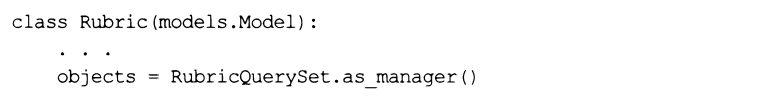 class Rubric(models.Model):
    . . .
    objects = RubricQuerySet.as_manager()